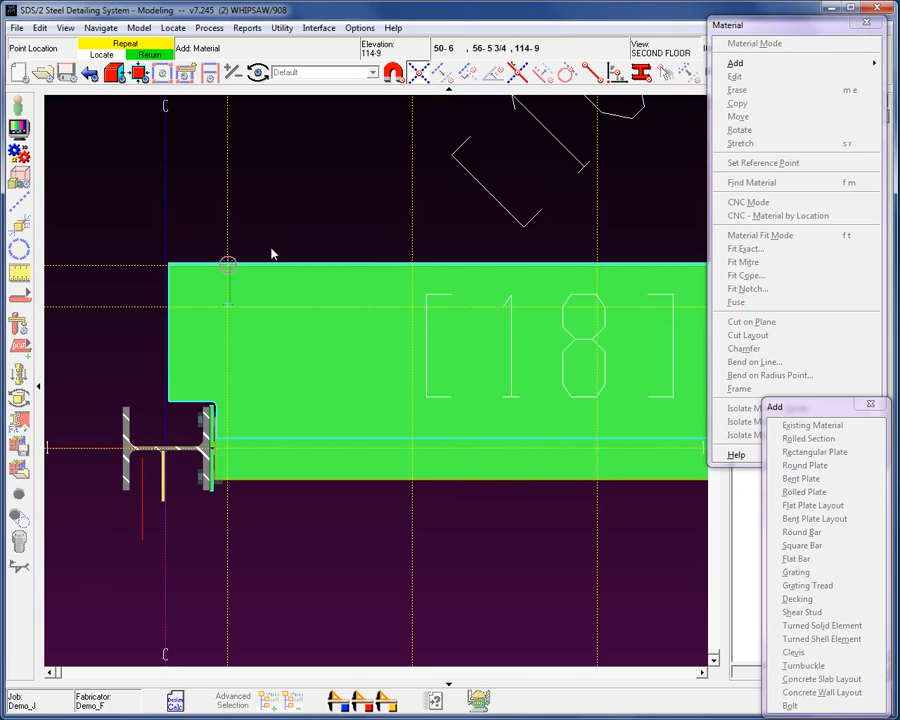 SDS/2 Steel Detailing System - Modeling -- v7.245 (2) WHIPSAW/908
File Edit View Navigate Model Locate Process Reports Utility Interface Options Help
Point Location
Repeat
Locate Return
Add: Material
Elevation:
114-9
50- 6 , 56- 5 3/4 , 114- 9
View:
SECOND FLOOR
Default
C
[18]
1
1
C
Material
Material Mode
Add
Edit
Erase m e
Copy
Move
Rotate
Stretch s r
Set Reference Point
Find Material f m
CNC Mode
CNC - Material by Location
Material Fit Mode f t
Fit Exact...
Fit Mitre
Fit Cope...
Fit Notch...
Fuse
Cut on Plane
Cut Layout
Chamfer
Bend on Line...
Bend on Radius Point...
Frame
Isolate M
Isolate M
Isolate M
Help
Add
Existing Material
Rolled Section
Rectangular Plate
Round Plate
Bent Plate
Rolled Plate
Flat Plate Layout
Bent Plate Layout
Round Bar
Square Bar
Flat Bar
Grating
Grating Tread
Decking
Shear Stud
Turned Solid Element
Turned Shell Element
Clevis
Turnbuckle
Concrete Slab Layout
Concrete Wall Layout
Bolt
Job:
Demo_J
Fabricator:
Demo_F
Design
Calc
Advanced
Selection